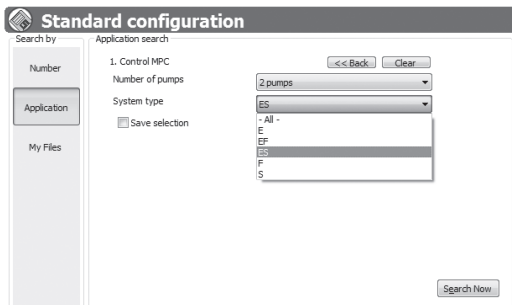 Standard configuration
Search by
Application search
Number
Application
My Files
1. Control MPC
<< Back
Clear
Number of pumps
2 pumps
System type
ES
Save selection
- All -
E
EF
ES
F
S
Search Now